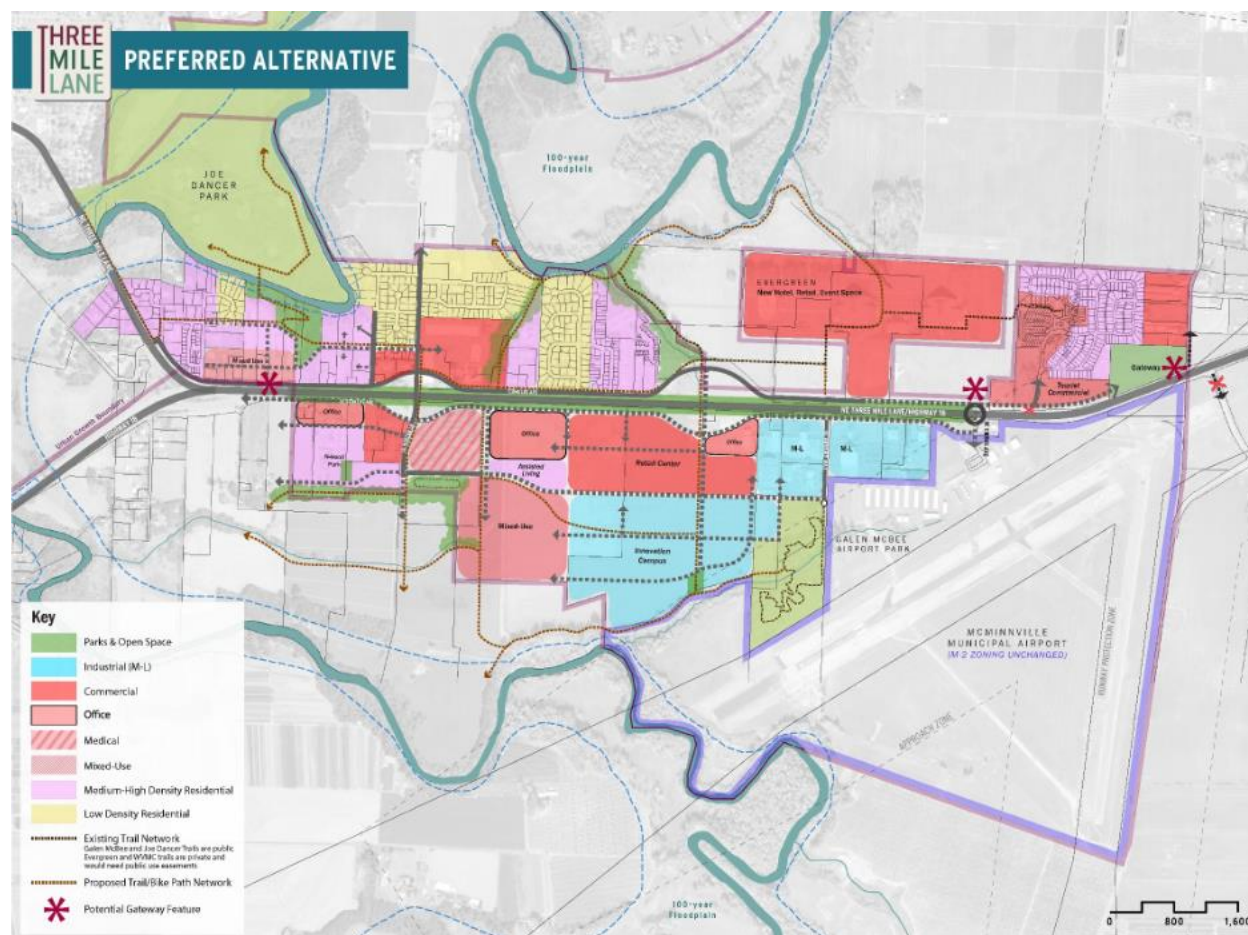 THREE
MILE
LANE
PREFERRED ALTERNATIVE
JOE
DANCER
PARK
100-year
Floodplain
EVERGREEN
New Hotel, Retail, Event Space
Mixed Use
Gateway
Tourist
Commercial
NE THREE MILE LANE/HIGHWAY 18
Urban Growth Boundary
Office
Office
Office
M-L
M-L
Retail Center
Assisted
Living
Mixed-Use
Innovation
Campus
GALEN MCBEE
AIRPORT PARK
MCMINNVILLE
MUNICIPAL AIRPORT
(M-2 ZONING UNCHANGED)
RUNWAY PROTECTION ZONE
APPROACH ZONE
Key
Parks & Open Space
Industrial (M-L)
Commercial
Office
Medical
Mixed-Use
Medium-High Density Residential
Low Density Residential
Existing Trail Network
Galen McBee and Joe Dancer Trails are public
Evergreen and WVMC trails are private and
would need public use easements
Proposed Trail/Bike Path Network
Potential Gateway Feature
100-year
Floodplain
0 800 1,600